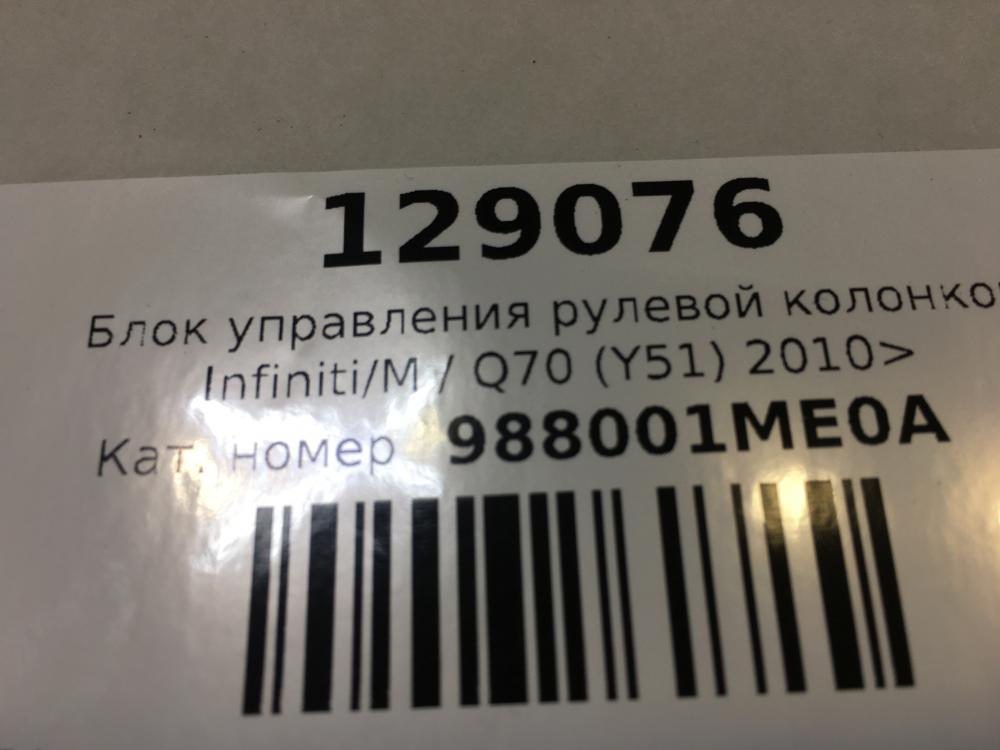 129076
Блок управления рулевой колонко
Infiniti/M / Q70 (Y51) 2010>
Кат. номер 988001ME0A